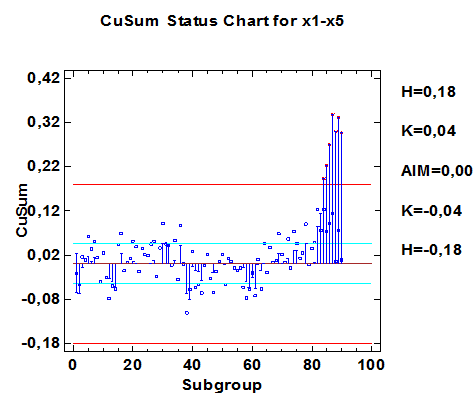 CuSum Status Chart for x1-x5
CuSum
0,42
0,32
0,22
0,12
0,02
-0,08
-0,18
0 20 40 60 80 100
Subgroup
H=0,18
K=0,04
AIM=0,00
K=-0,04
H=-0,18